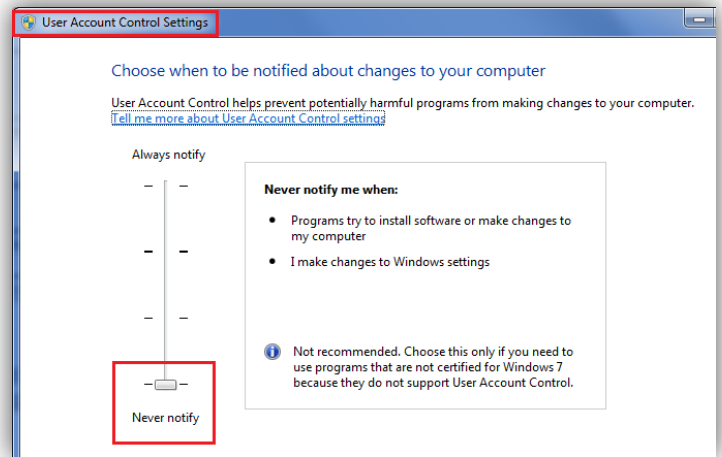 User Account Control Settings
Choose when to be notified about changes to your computer
User Account Control helps prevent potentially harmful programs from making changes to your computer.
Tell me more about User Account Control settings
Always notify
Never notify me when:
• Programs try to install software or make changes to
my computer
• I make changes to Windows settings
Not recommended. Choose this only if you need to
use programs that are not certified for Windows 7
because they do not support User Account Control.
Never notify